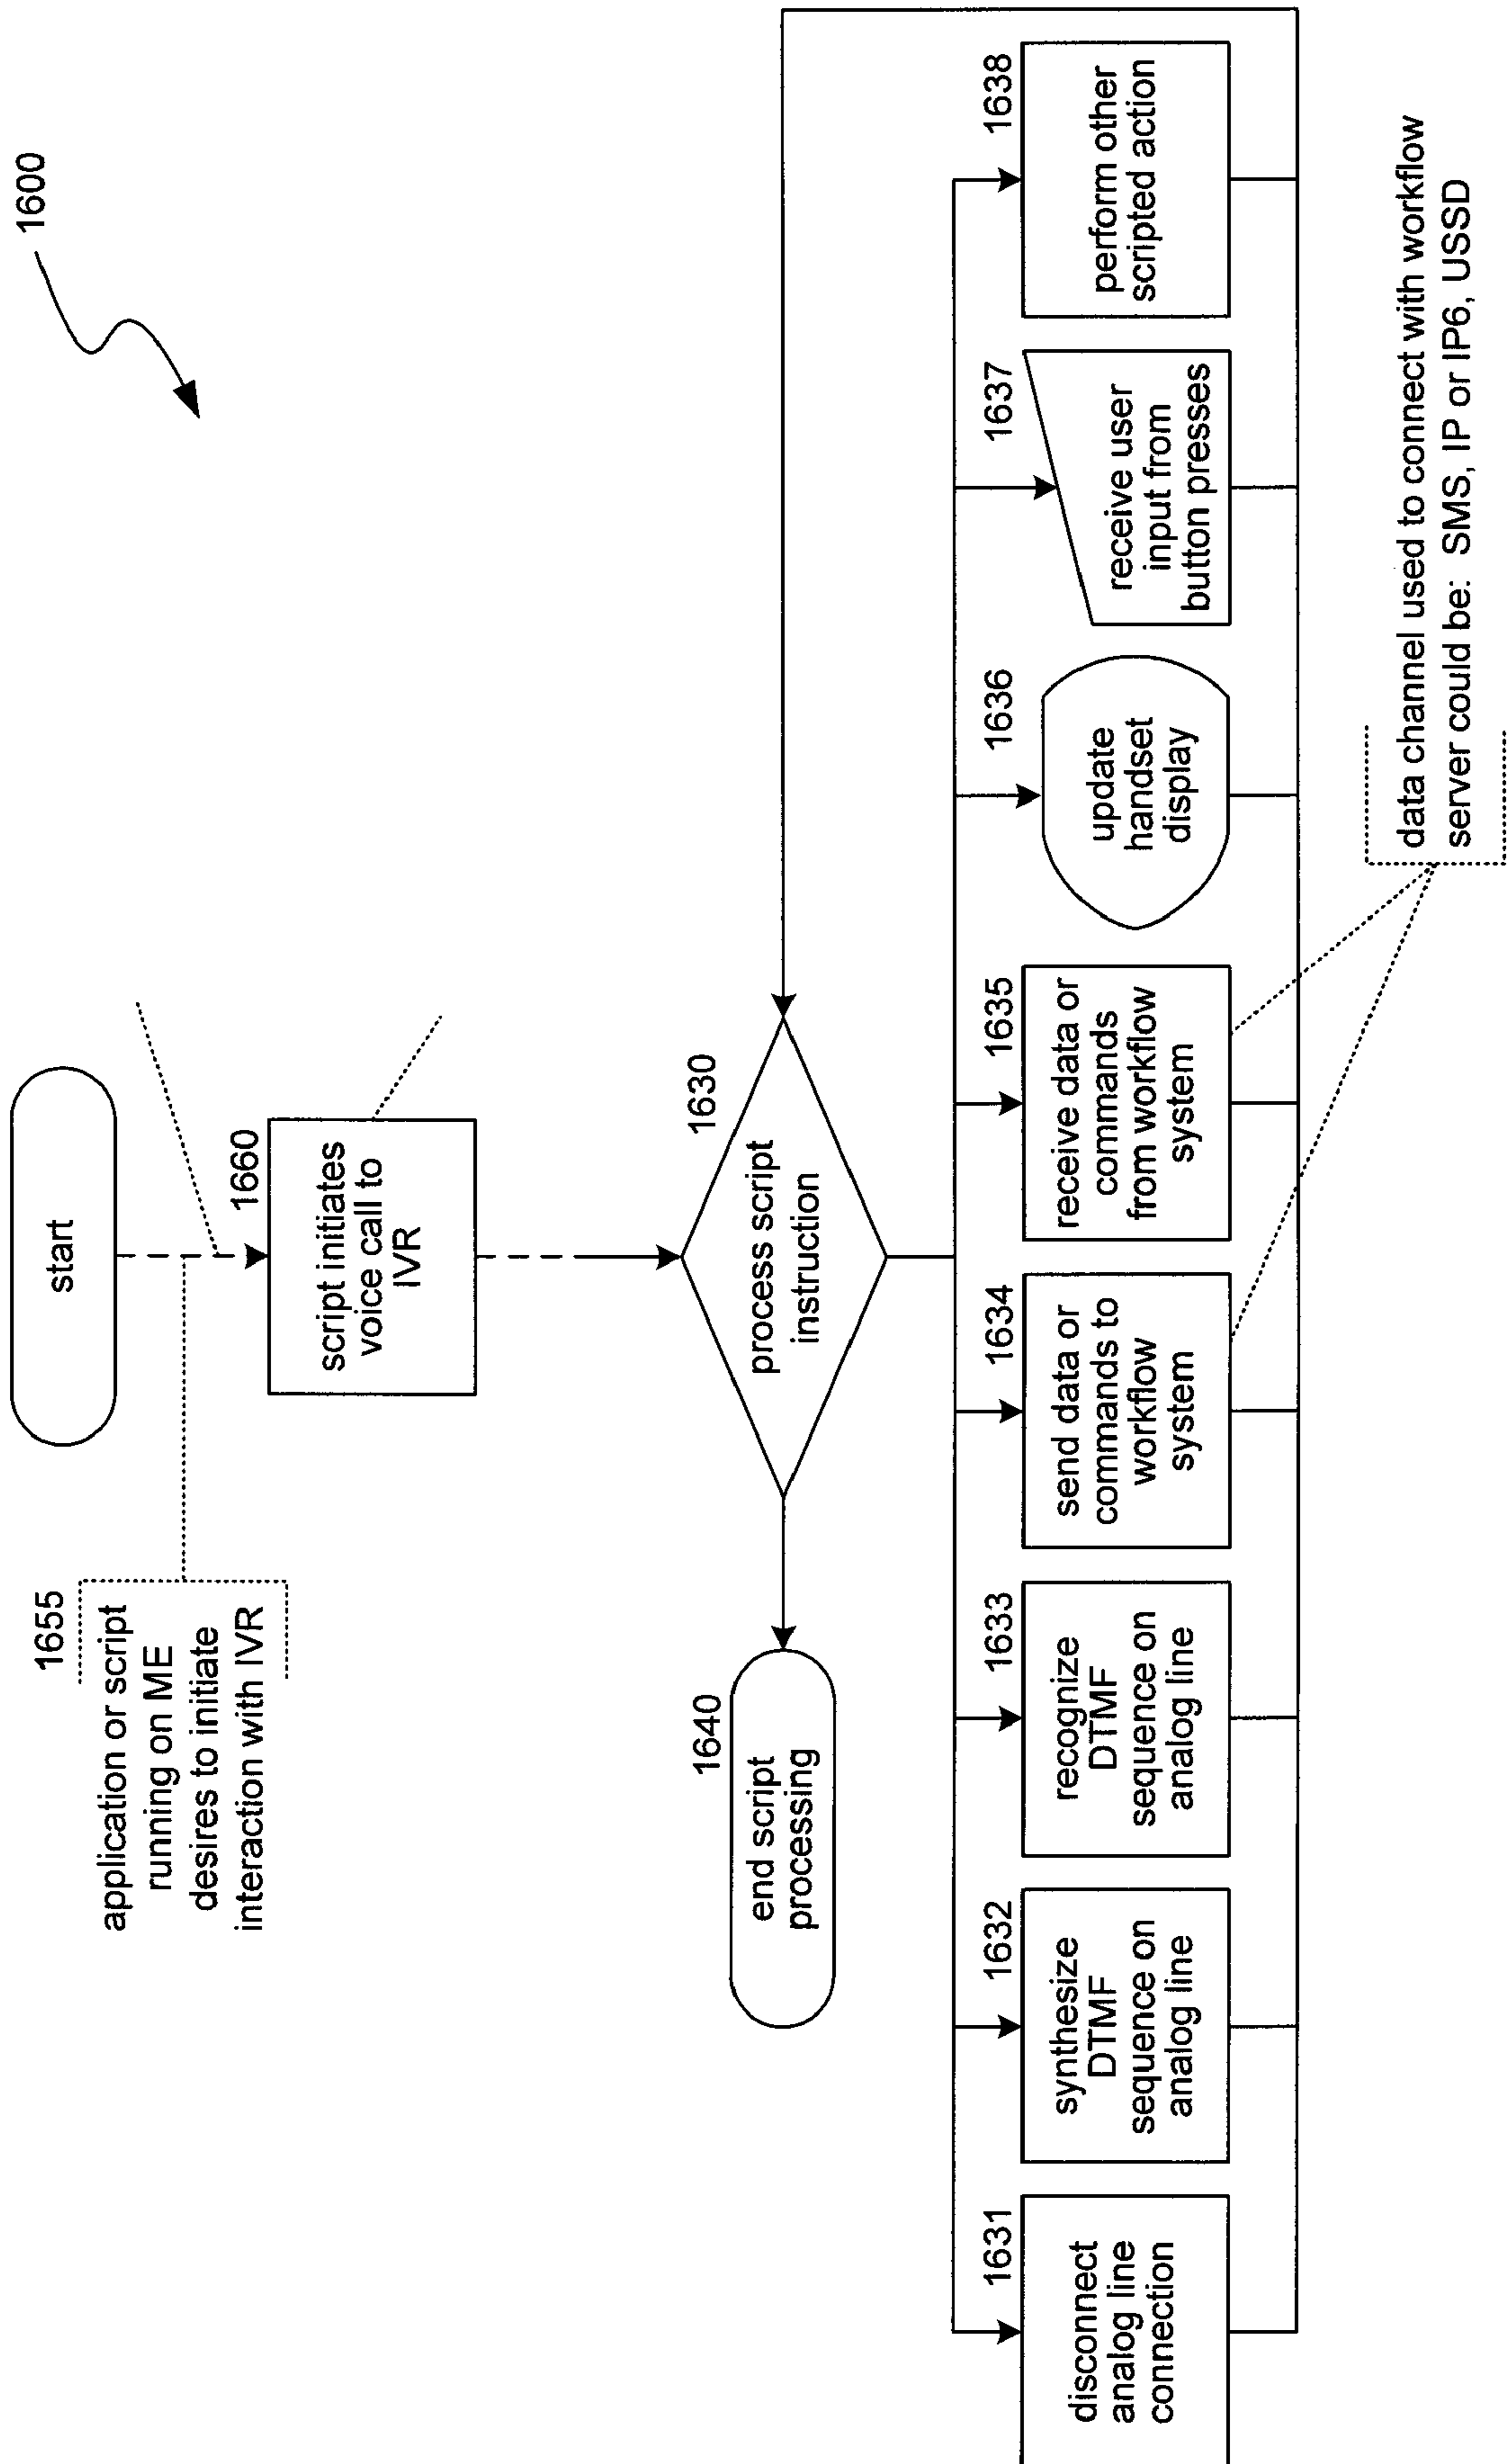 1600
start
1655
application or script
running on ME
desires to initiate
interaction with IVR
1660
script initiates
voice call to
IVR
1630
process script
instruction
1640
end script
processing
1631
disconnect
analog line
connection
1632
synthesize
DTMF
sequence on
analog line
1633
recognize
DTMF
sequence on
analog line
1634
send data or
commands to
workflow
system
1635
receive data or
commands
from workflow
system
1636
update
handset
display
1637
receive user
input from
button presses
1638
perform other
scripted action
data channel used to connect with workflow
server could be: SMS, IP or IP6, USSD